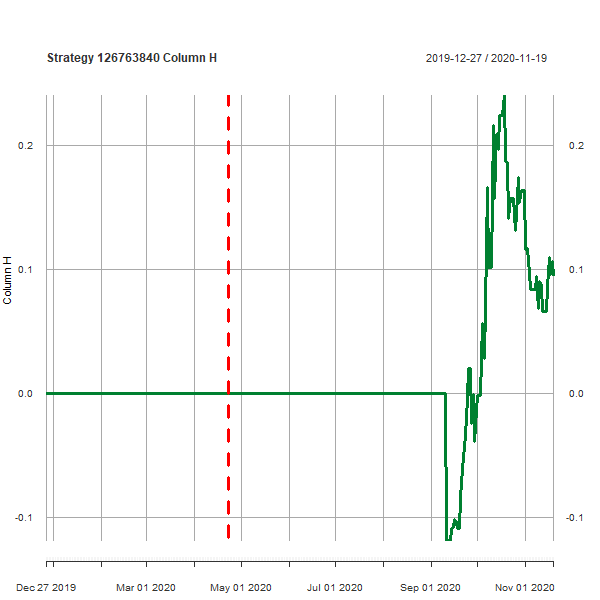 Strategy 126763840 Column H
2019-12-27 / 2020-11-19
0.2
0.2
0.1
0.1
Column H
0.0
0.0
-0.1
-0.1
Dec 27 2019
Mar 01 2020
May 01 2020
Jul 01 2020
Sep 01 2020
Nov 01 2020